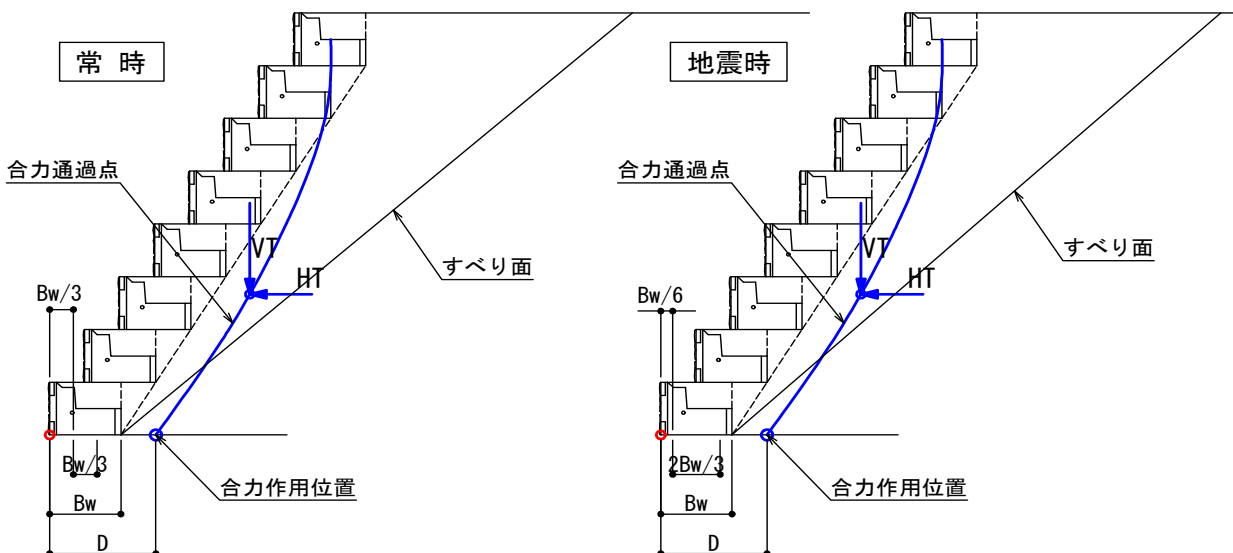 常 時
合力通過点
VT
HT
すべり面
Bw/3
Bw/3
合力作用位置
Bw
D
地震時
合力通過点
VT
HT
すべり面
Bw/6
2Bw/3
合力作用位置
Bw
D